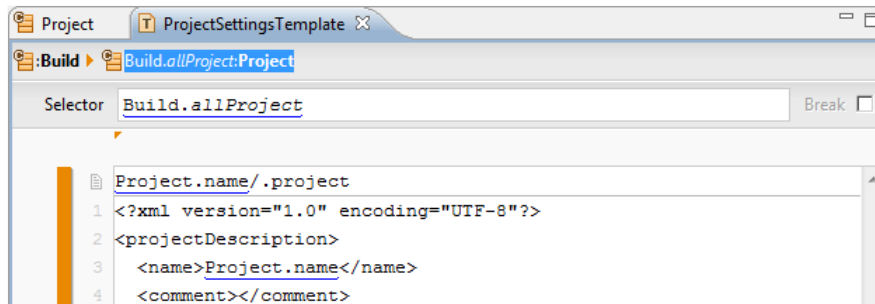 Project ProjectSettingsTemplate
:Build Build.allProject:Project
Selector Build.allProject Break
Project.name/.project
1 <?xml version="1.0" encoding="UTF-8"?>
2 <projectDescription>
3 <name>Project.name</name>
4 <comment></comment>